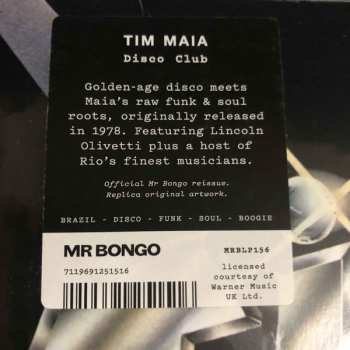 TIM MAIA
Disco Club
Golden-age disco meets
Maia's raw funk & soul
roots, originally released
in 1978. Featuring Lincoln
Olivetti plus a host of
Rio's finest musicians.
Official Mr Bongo reissue.
Replica original artwork.
BRAZIL - DISCO - FUNK - SOUL - BOOGIE
MR BONGO
MRBLP156
7119691251516
licensed
courtesy of
Warner Music
UK Ltd.